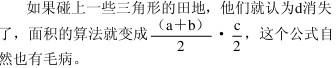 如果碰上一些三角形的田地，他们就认为d消失
了，面积的算法就变成(a＋b)/2・c/2，这个公式自
然也有毛病。